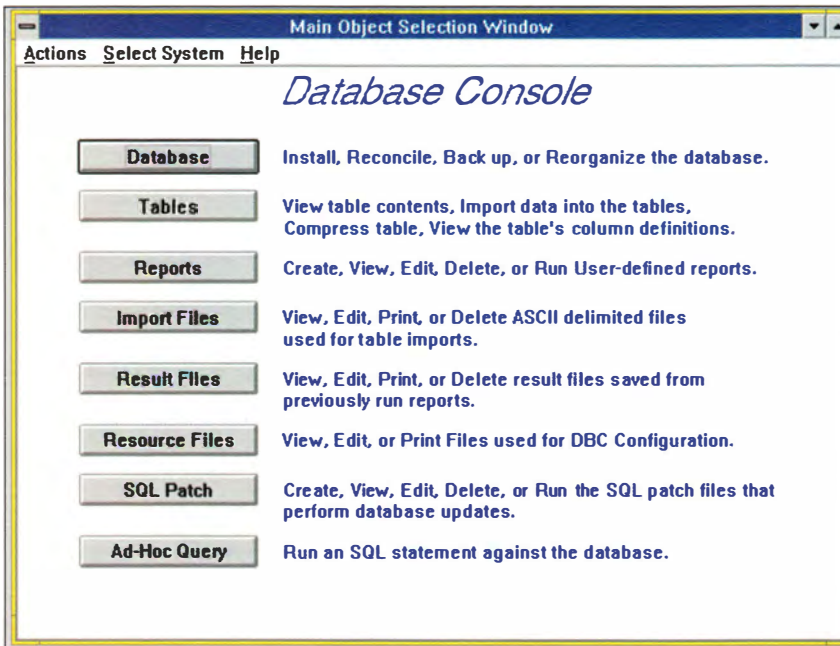 Main Object Selection Window
Actions Select System Help
Database Console
Database Install, Reconcile, Back up, or Reorganize the database.
Tables View table contents, Import data into the tables,
Compress table, View the table's column definitions.
Reports Create, View, Edit, Delete, or Run User-defined reports.
Import Files View, Edit, Print, or Delete ASCII delimited files
used for table imports.
Result Files View, Edit, Print, or Delete result files saved from
previously run reports.
Resource Files View, Edit, or Print Files used for DBC Configuration.
SQL Patch Create, View, Edit, Delete, or Run the SQL patch files that
perform database updates.
Ad-Hoc Query Run an SQL statement against the database.